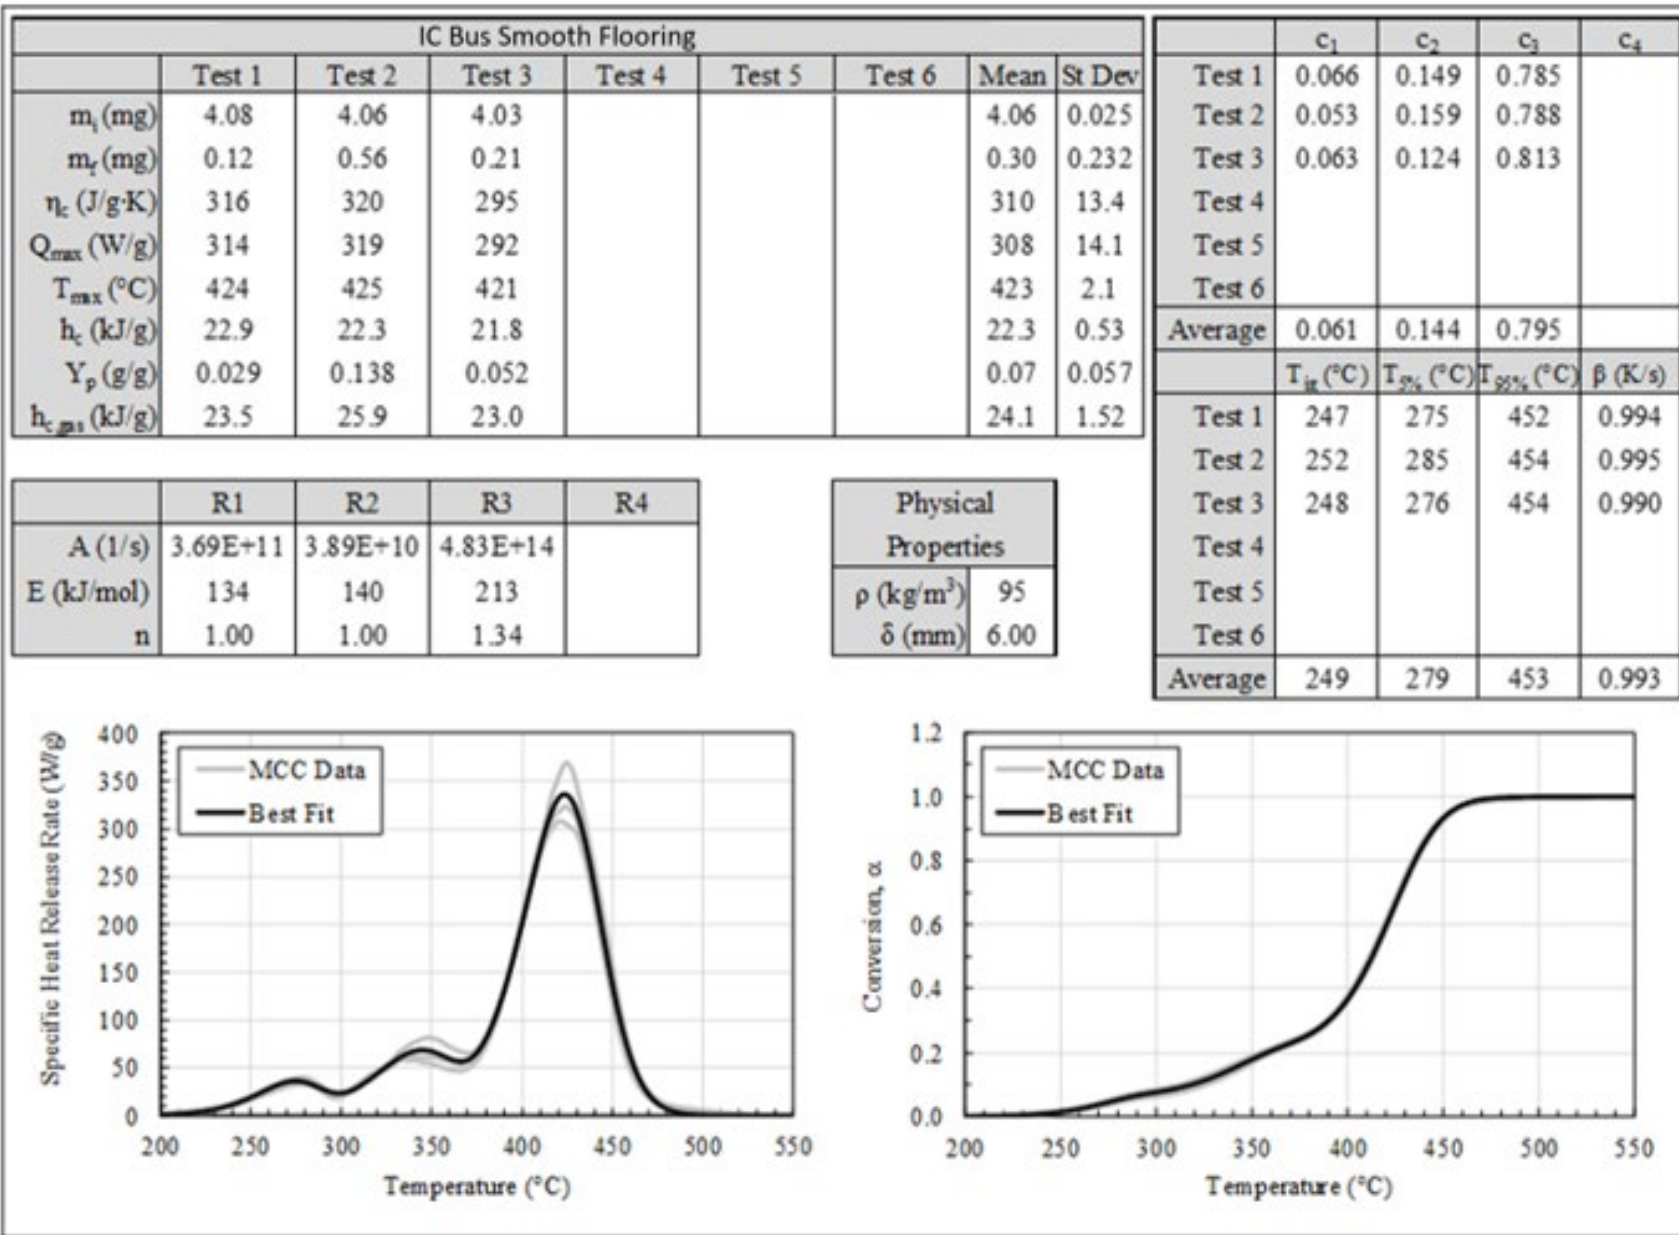 IC Bus Smooth Flooring
Test 1 Test 2 Test 3 Test 4 Test 5 Test 6 Mean St Dev
mᵢ (mg) 4.08 4.06 4.03 4.06 0.025
m_f (mg) 0.12 0.56 0.21 0.30 0.232
η_c (J/g·K) 316 320 295 310 13.4
Q_max (W/g) 314 319 292 308 14.1
T_max (°C) 424 425 421 423 2.1
h_c (kJ/g) 22.9 22.3 21.8 22.3 0.53
Y_p (g/g) 0.029 0.138 0.052 0.07 0.057
h_c,gas (kJ/g) 23.5 25.9 23.0 24.1 1.52
c₁ c₂ c₃ c₄
Test 1 0.066 0.149 0.785
Test 2 0.053 0.159 0.788
Test 3 0.063 0.124 0.813
Test 4
Test 5
Test 6
Average 0.061 0.144 0.795
T_ig (°C) T_5% (°C) T_95% (°C) β (K/s)
Test 1 247 275 452 0.994
Test 2 252 285 454 0.995
Test 3 248 276 454 0.990
Test 4
Test 5
Test 6
Average 249 279 453 0.993
R1 R2 R3 R4
A (1/s) 3.69E+11 3.89E+10 4.83E+14
E (kJ/mol) 134 140 213
n 1.00 1.00 1.34
Physical
Properties
ρ (kg/m³) 95
δ (mm) 6.00
Specific Heat Release Rate (W/g)
400
350
300
250
200
150
100
50
0
MCC Data
Best Fit
200 250 300 350 400 450 500 550
Temperature (°C)
Conversion, α
1.2
1.0
0.8
0.6
0.4
0.2
0.0
MCC Data
Best Fit
200 250 300 350 400 450 500 550
Temperature (°C)